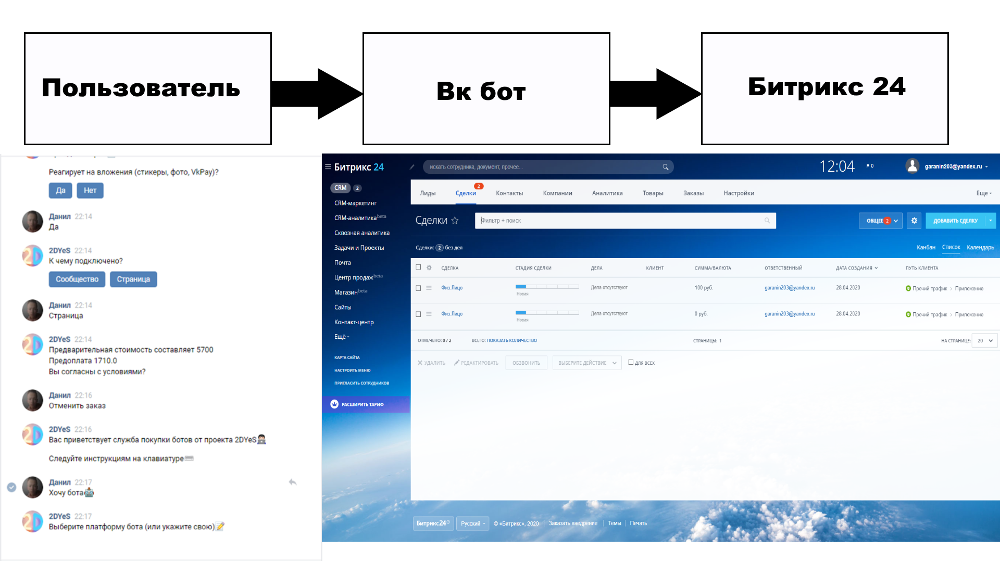 Пользователь
Вк бот
Битрикс 24
Реагирует на вложения (стикеры, фото, VkPay)?
Да Нет
Данил 22:14
Да
2DYeS 22:14
К чему подключено?
Сообщество Страница
Данил 22:14
Страница
2DYeS 22:14
Предварительная стоимость составляет 5700
Предоплата 1710.0
Вы согласны с условиями?
Данил 22:16
Отменить заказ
2DYeS 22:16
Вас приветствует служба покупки ботов от проекта 2DYeS
Следуйте инструкциям на клавиатуре
Данил 22:17
Хочу бота
2DYeS 22:17
Выберите платформу бота (или укажите свою)
Битрикс 24
искать сотрудника, документ, прочее...
12:04
0
garanin203@yandex.ru
CRM 2
CRM-маркетинг
CRM-аналитика beta
Сквозная аналитика
Задачи и Проекты
Почта
Центр продаж beta
Магазин beta
Сайты
Контакт-центр
Ещё
КАРТА САЙТА
НАСТРОИТЬ МЕНЮ
ПРИГЛАСИТЬ СОТРУДНИКОВ
РАСШИРИТЬ ТАРИФ
Лиды Сделки 2 Контакты Компании Аналитика Товары Заказы Настройки Еще
Сделки Фильтр + поиск ОБЩЕЕ 2 ДОБАВИТЬ СДЕЛКУ
Сделки: 2 без дел Канбан Список Календарь
СДЕЛКА СТАДИЯ СДЕЛКИ ДЕЛА КЛИЕНТ СУММА/ВАЛЮТА ОТВЕТСТВЕННЫЙ ДАТА СОЗДАНИЯ ПУТЬ КЛИЕНТА
Физ.Лицо Новая Дела отсутствуют 100 руб. garanin203@yandex.ru 28.04.2020 Прочий трафик > Приложение
Физ.Лицо Новая Дела отсутствуют 0 руб. garanin203@yandex.ru 28.04.2020 Прочий трафик > Приложение
ОТМЕЧЕНО: 0 / 2 ВСЕГО: ПОКАЗАТЬ КОЛИЧЕСТВО СТРАНИЦЫ: 1 НА СТРАНИЦЕ: 20
УДАЛИТЬ РЕДАКТИРОВАТЬ ОБЗВОНИТЬ ВЫБЕРИТЕ ДЕЙСТВИЕ ДЛЯ ВСЕХ
Битрикс24 Русский © «Битрикс», 2020 Заказать внедрение Темы Печать